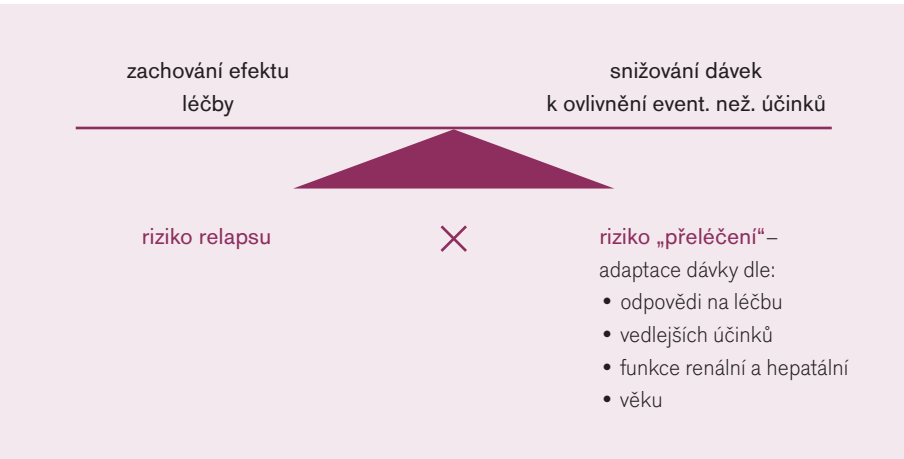 zachování efektu
léčby
snižování dávek
k ovlivnění event. než. účinků
riziko relapsu
riziko „přeléčení“–
adaptace dávky dle:
• odpovědi na léčbu
• vedlejších účinků
• funkce renální a hepatální
• věku